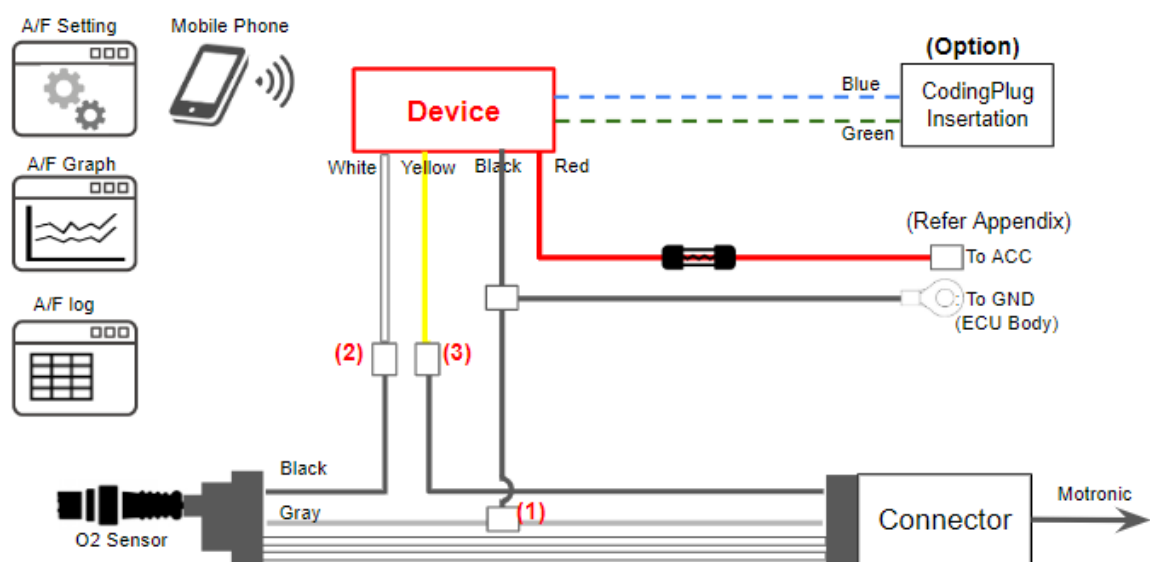 A/F Setting
Mobile Phone
(Option)
Device
Blue
Green
CodingPlug
Insertation
A/F Graph
White
Yellow
Black
Red
(Refer Appendix)
To ACC
To GND
(ECU Body)
A/F log
(2)
(3)
Black
Gray
(1)
O2 Sensor
Connector
Motronic